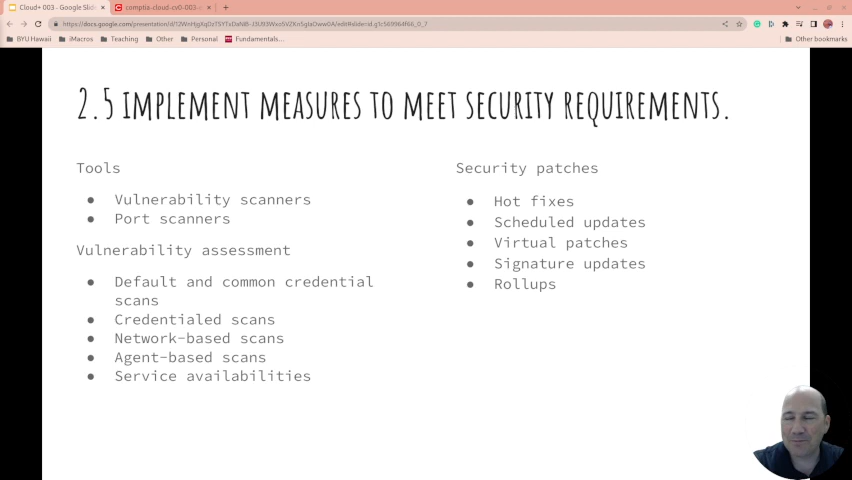 Cloud+ 003 - Google Slide
comptia-cloud-cs0-003-e
BYU Hawaii
iMacros
Teaching
Other
Personal
Fundamentals...
Other bookmarks
2.5 IMPLEMENT MEASURES TO MEET SECURITY REQUIREMENTS.
Tools
● Vulnerability scanners
● Port scanners
Vulnerability assessment
● Default and common credential
scans
● Credentialed scans
● Network-based scans
● Agent-based scans
● Service availabilities
Security patches
● Hot fixes
● Scheduled updates
● Virtual patches
● Signature updates
● Rollups